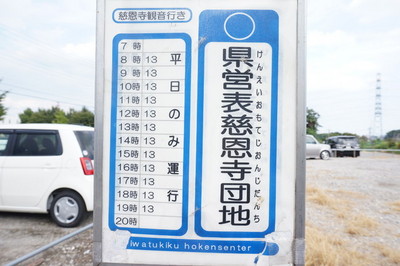 慈恩寺観音行き
7時
8時 13
9時 13
10時 13
11時 13
12時 13
13時 13
14時 13
15時 13
16時 13
17時 13
18時 13
19時 13
20時
平日のみ運行
県営表慈恩寺団地
けんえいおもてじおんじだんち
iwatukiku hokensenter